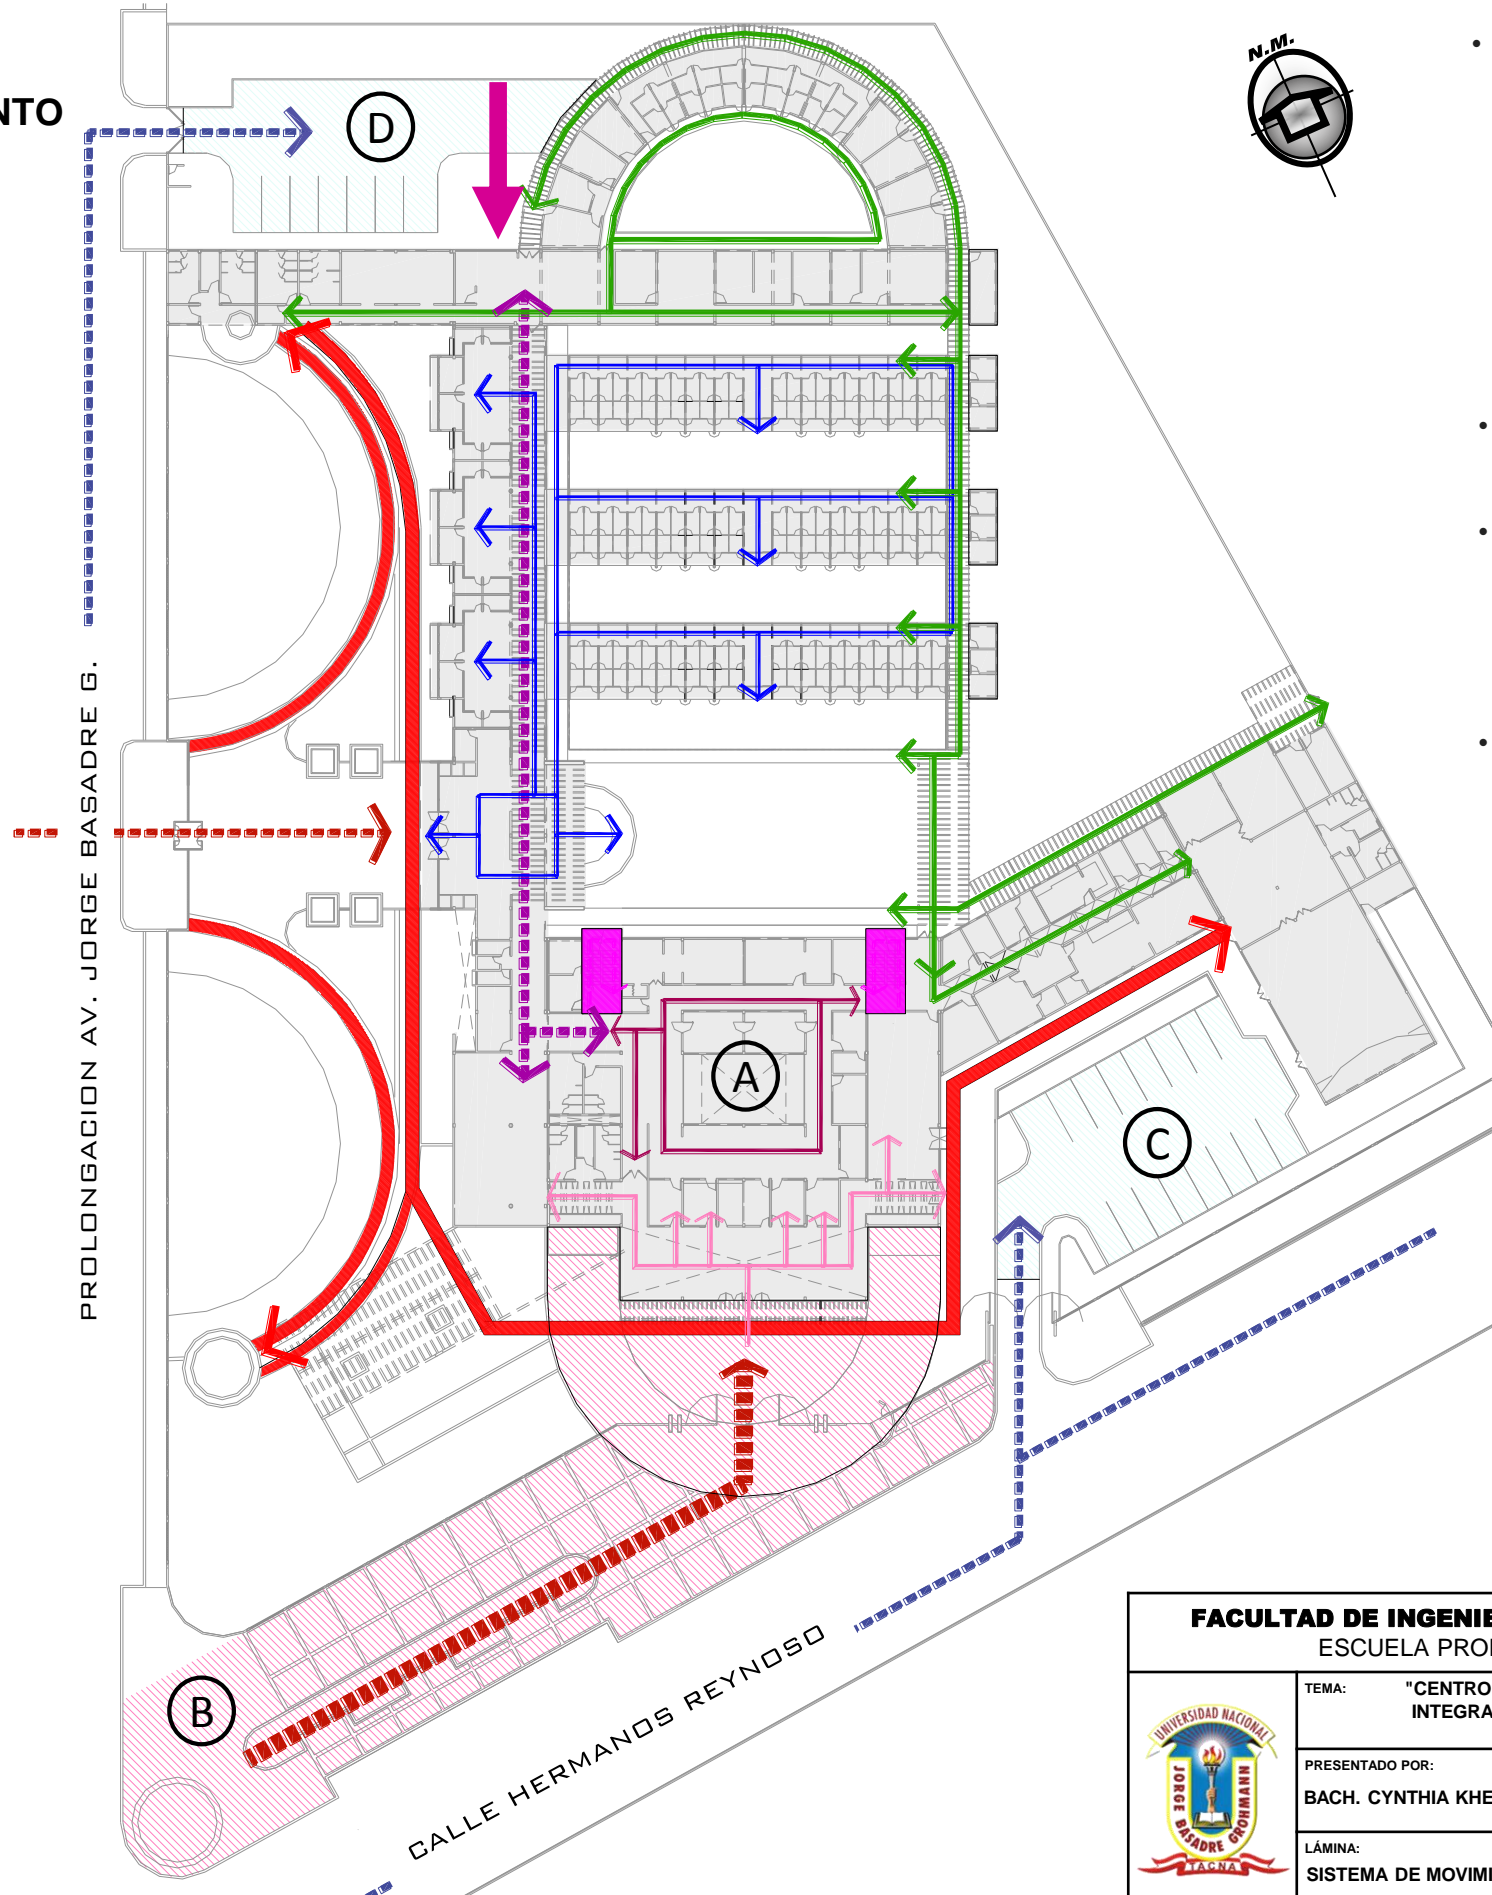 NTO
N.M.
D
PROLONGACION AV. JORGE BASADRE G.
A
C
B
CALLE HERMANOS REYNOSO
FACULTAD DE INGENIE
ESCUELA PROF
TEMA: "CENTRO
INTEGRA
PRESENTADO POR:
BACH. CYNTHIA KHE
LÁMINA:
SISTEMA DE MOVIMI
UNIVERSIDAD NACIONAL
JORGE BASADRE GROHMANN
TACNA